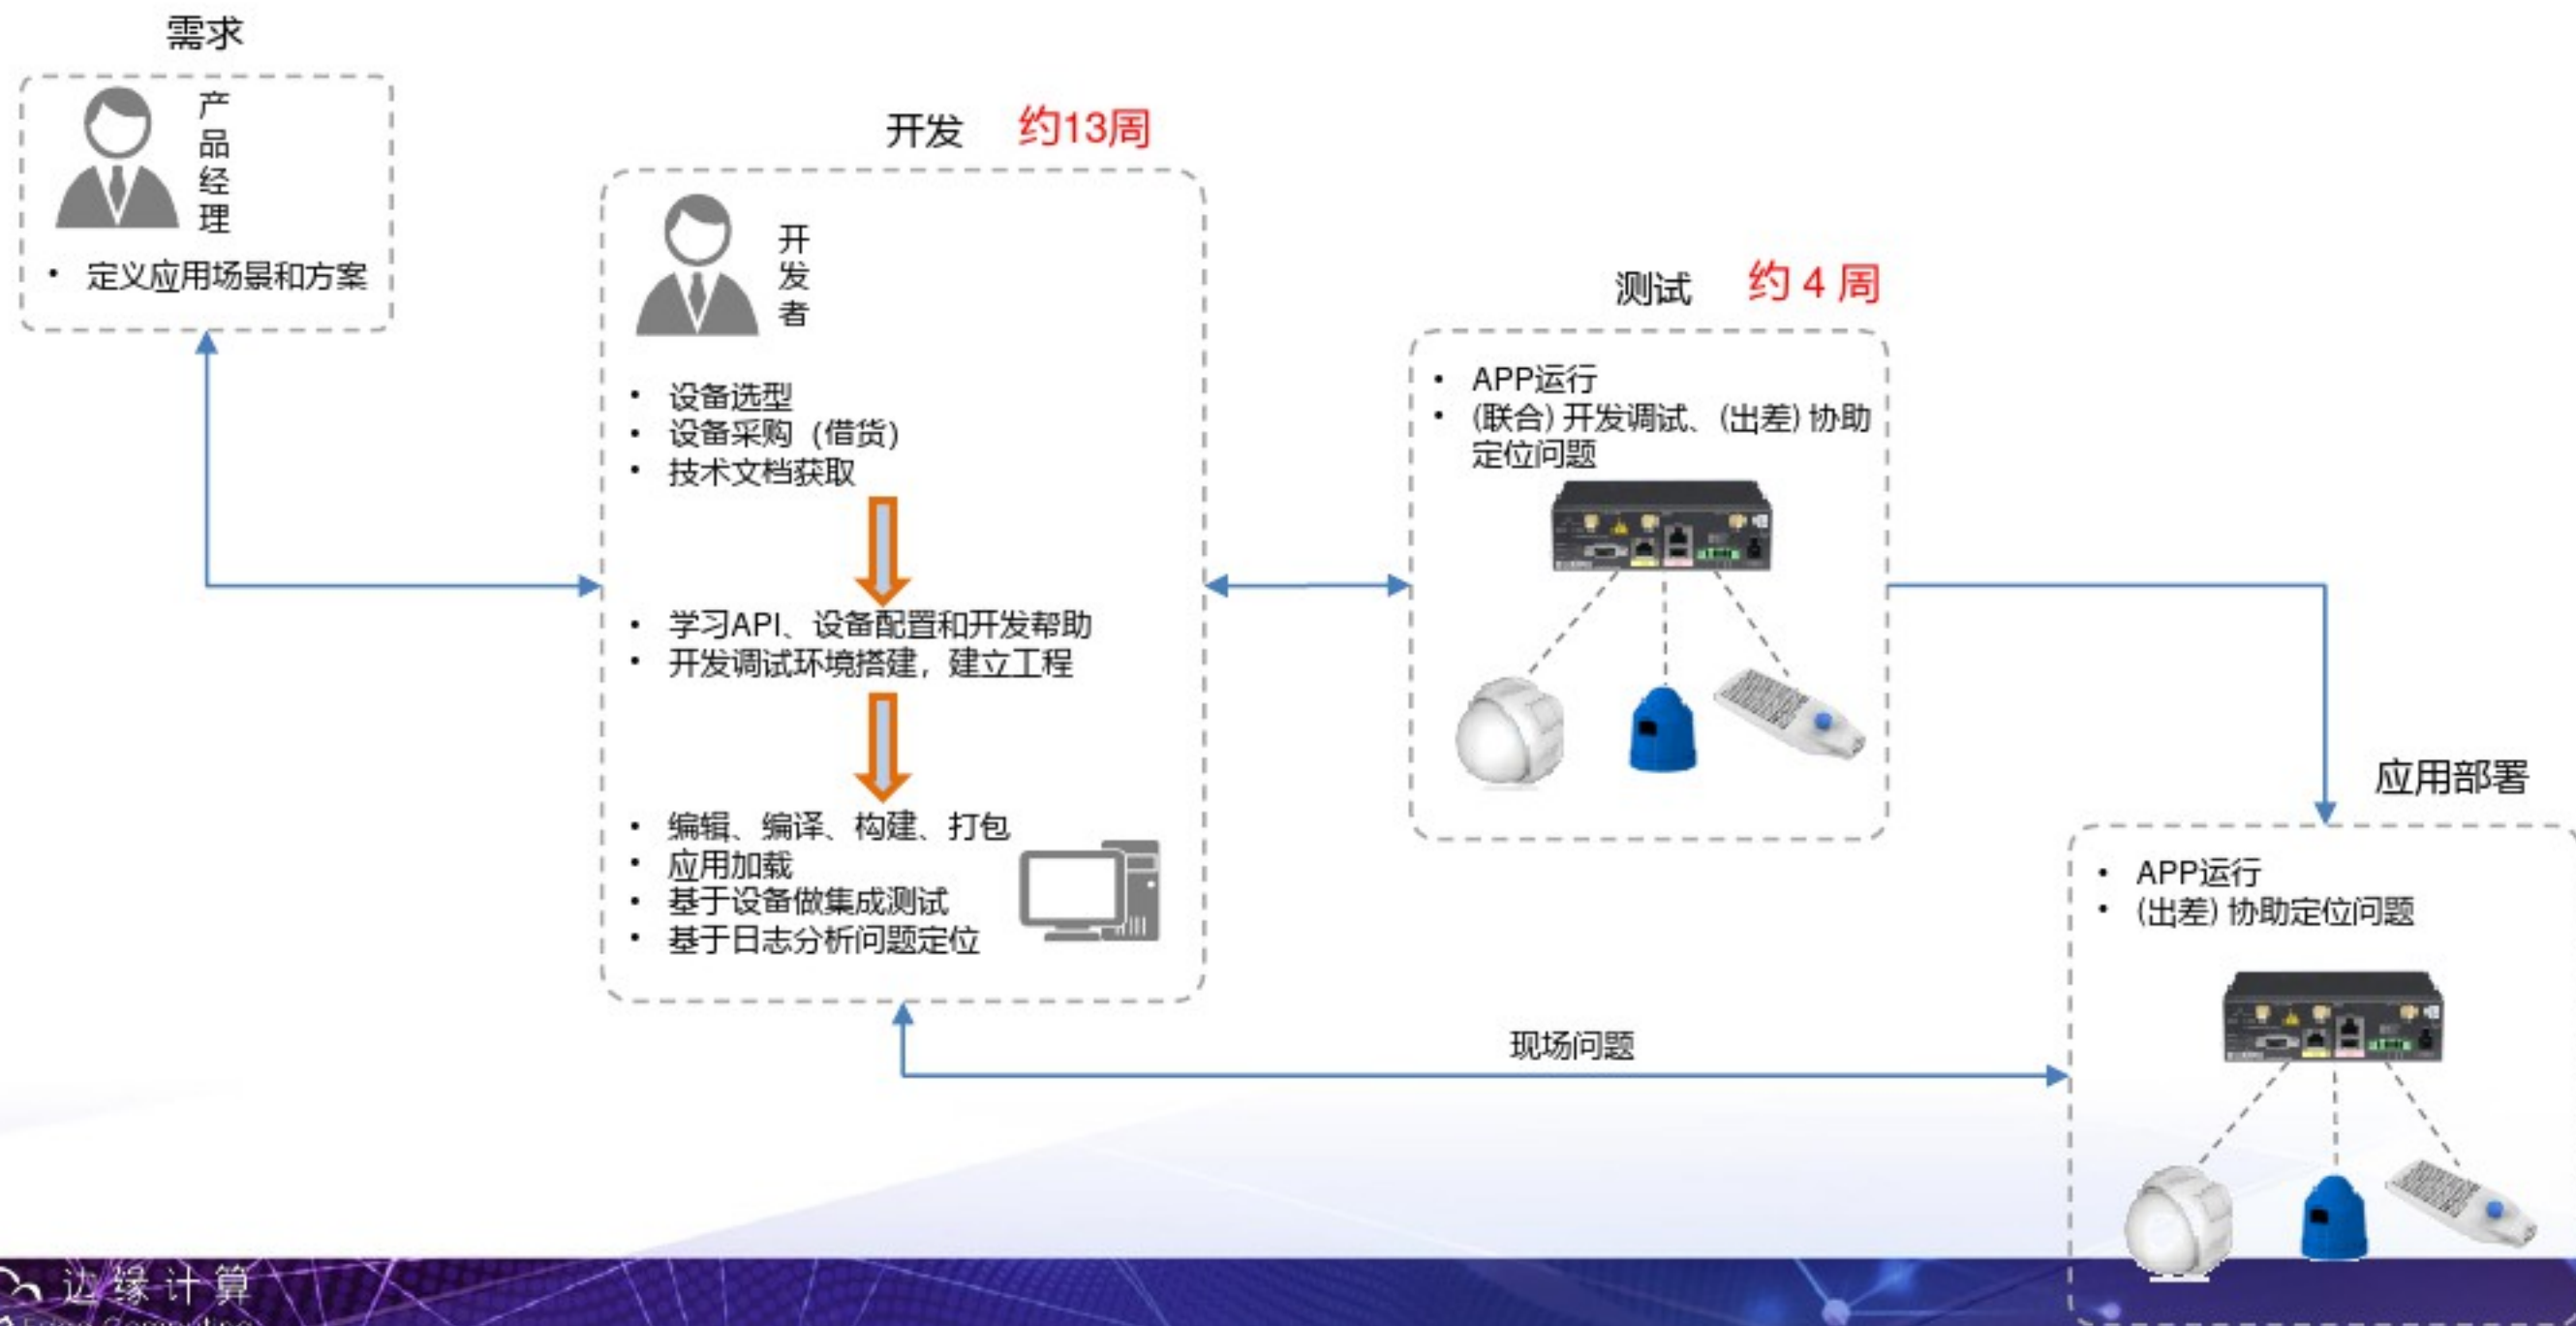 需求
产品经理
• 定义应用场景和方案
开发 约13周
开发者
• 设备选型
• 设备采购（借货）
• 技术文档获取
• 学习API、设备配置和开发帮助
• 开发调试环境搭建，建立工程
• 编辑、编译、构建、打包
• 应用加载
• 基于设备做集成测试
• 基于日志分析问题定位
测试 约 4 周
• APP运行
• (联合) 开发调试、(出差) 协助
定位问题
应用部署
• APP运行
• (出差) 协助定位问题
现场问题
边缘计算
Edge Computing